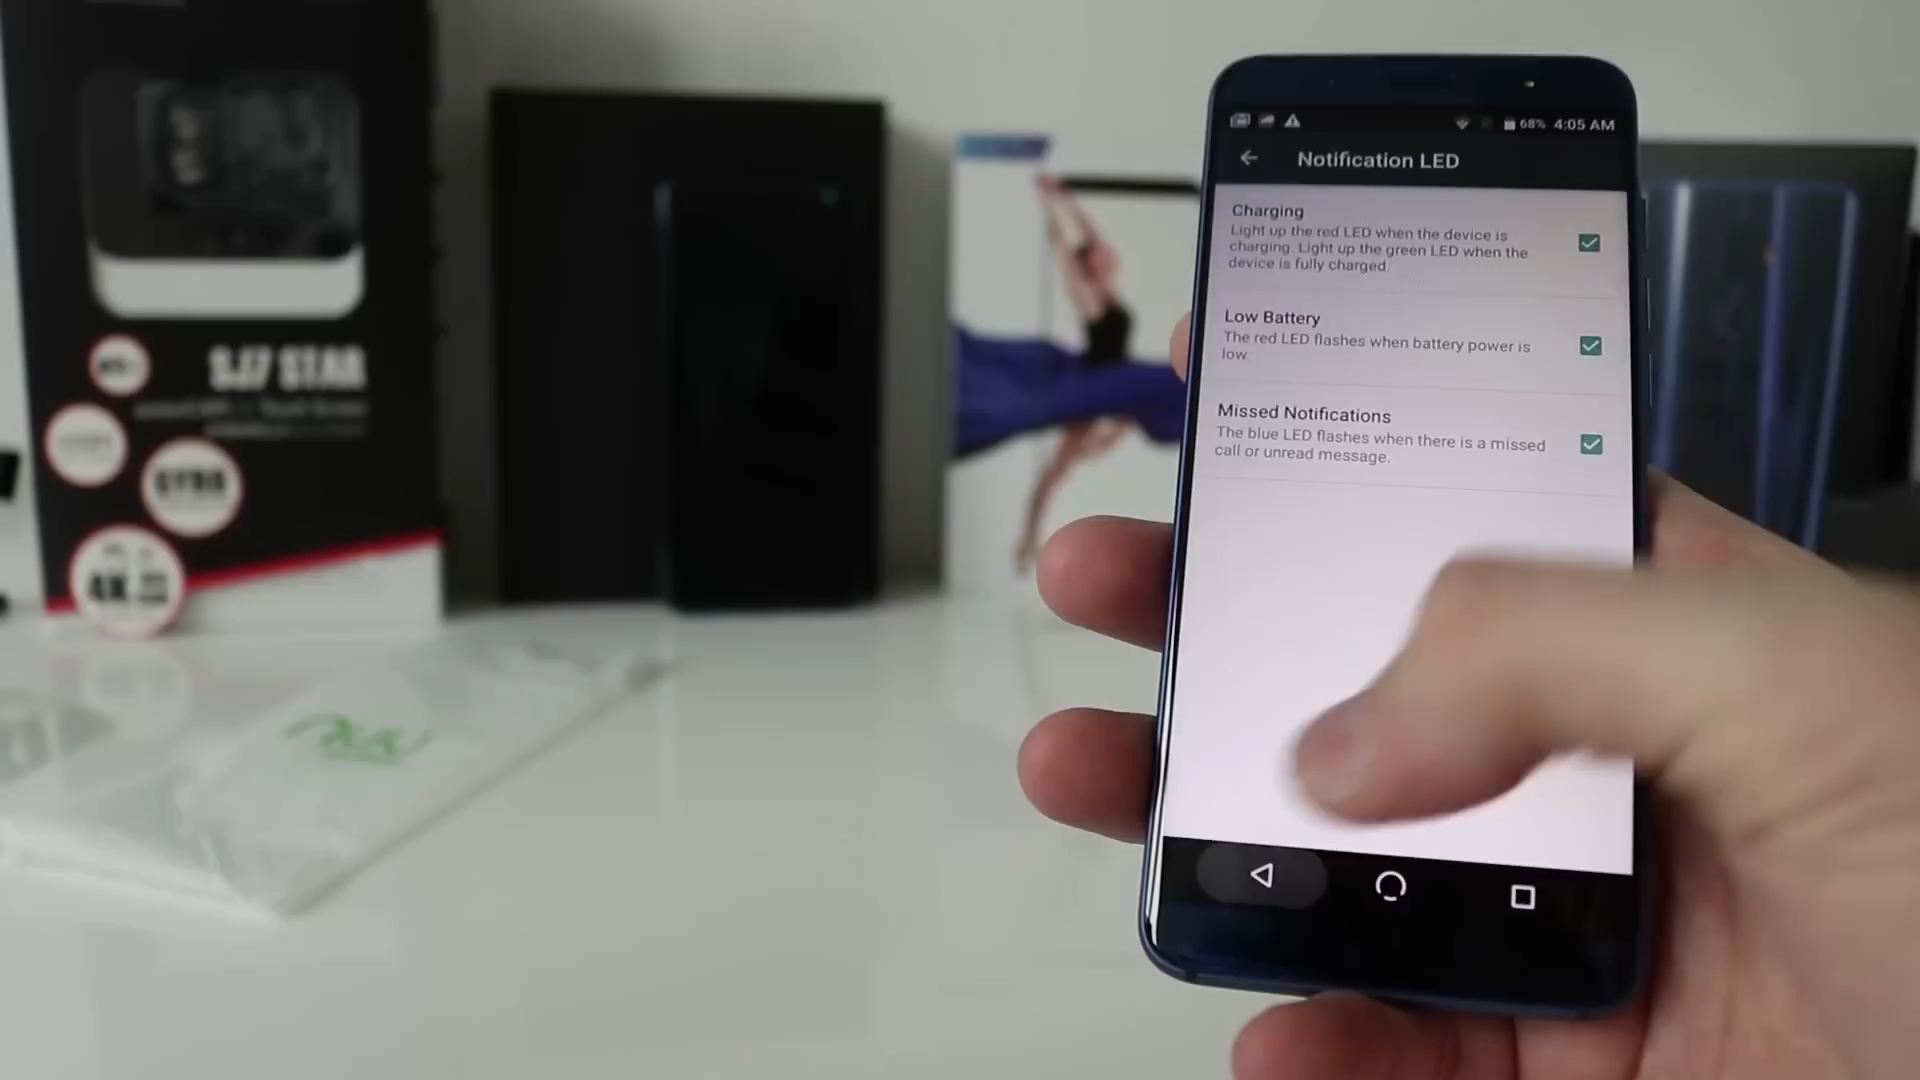 SJ7 STAR
GYRO
4K
nuu
68% 4:05 AM
Notification LED
Charging
Light up the red LED when the device is
charging. Light up the green LED when the
device is fully charged.
Low Battery
The red LED flashes when battery power is
low.
Missed Notifications
The blue LED flashes when there is a missed
call or unread message.